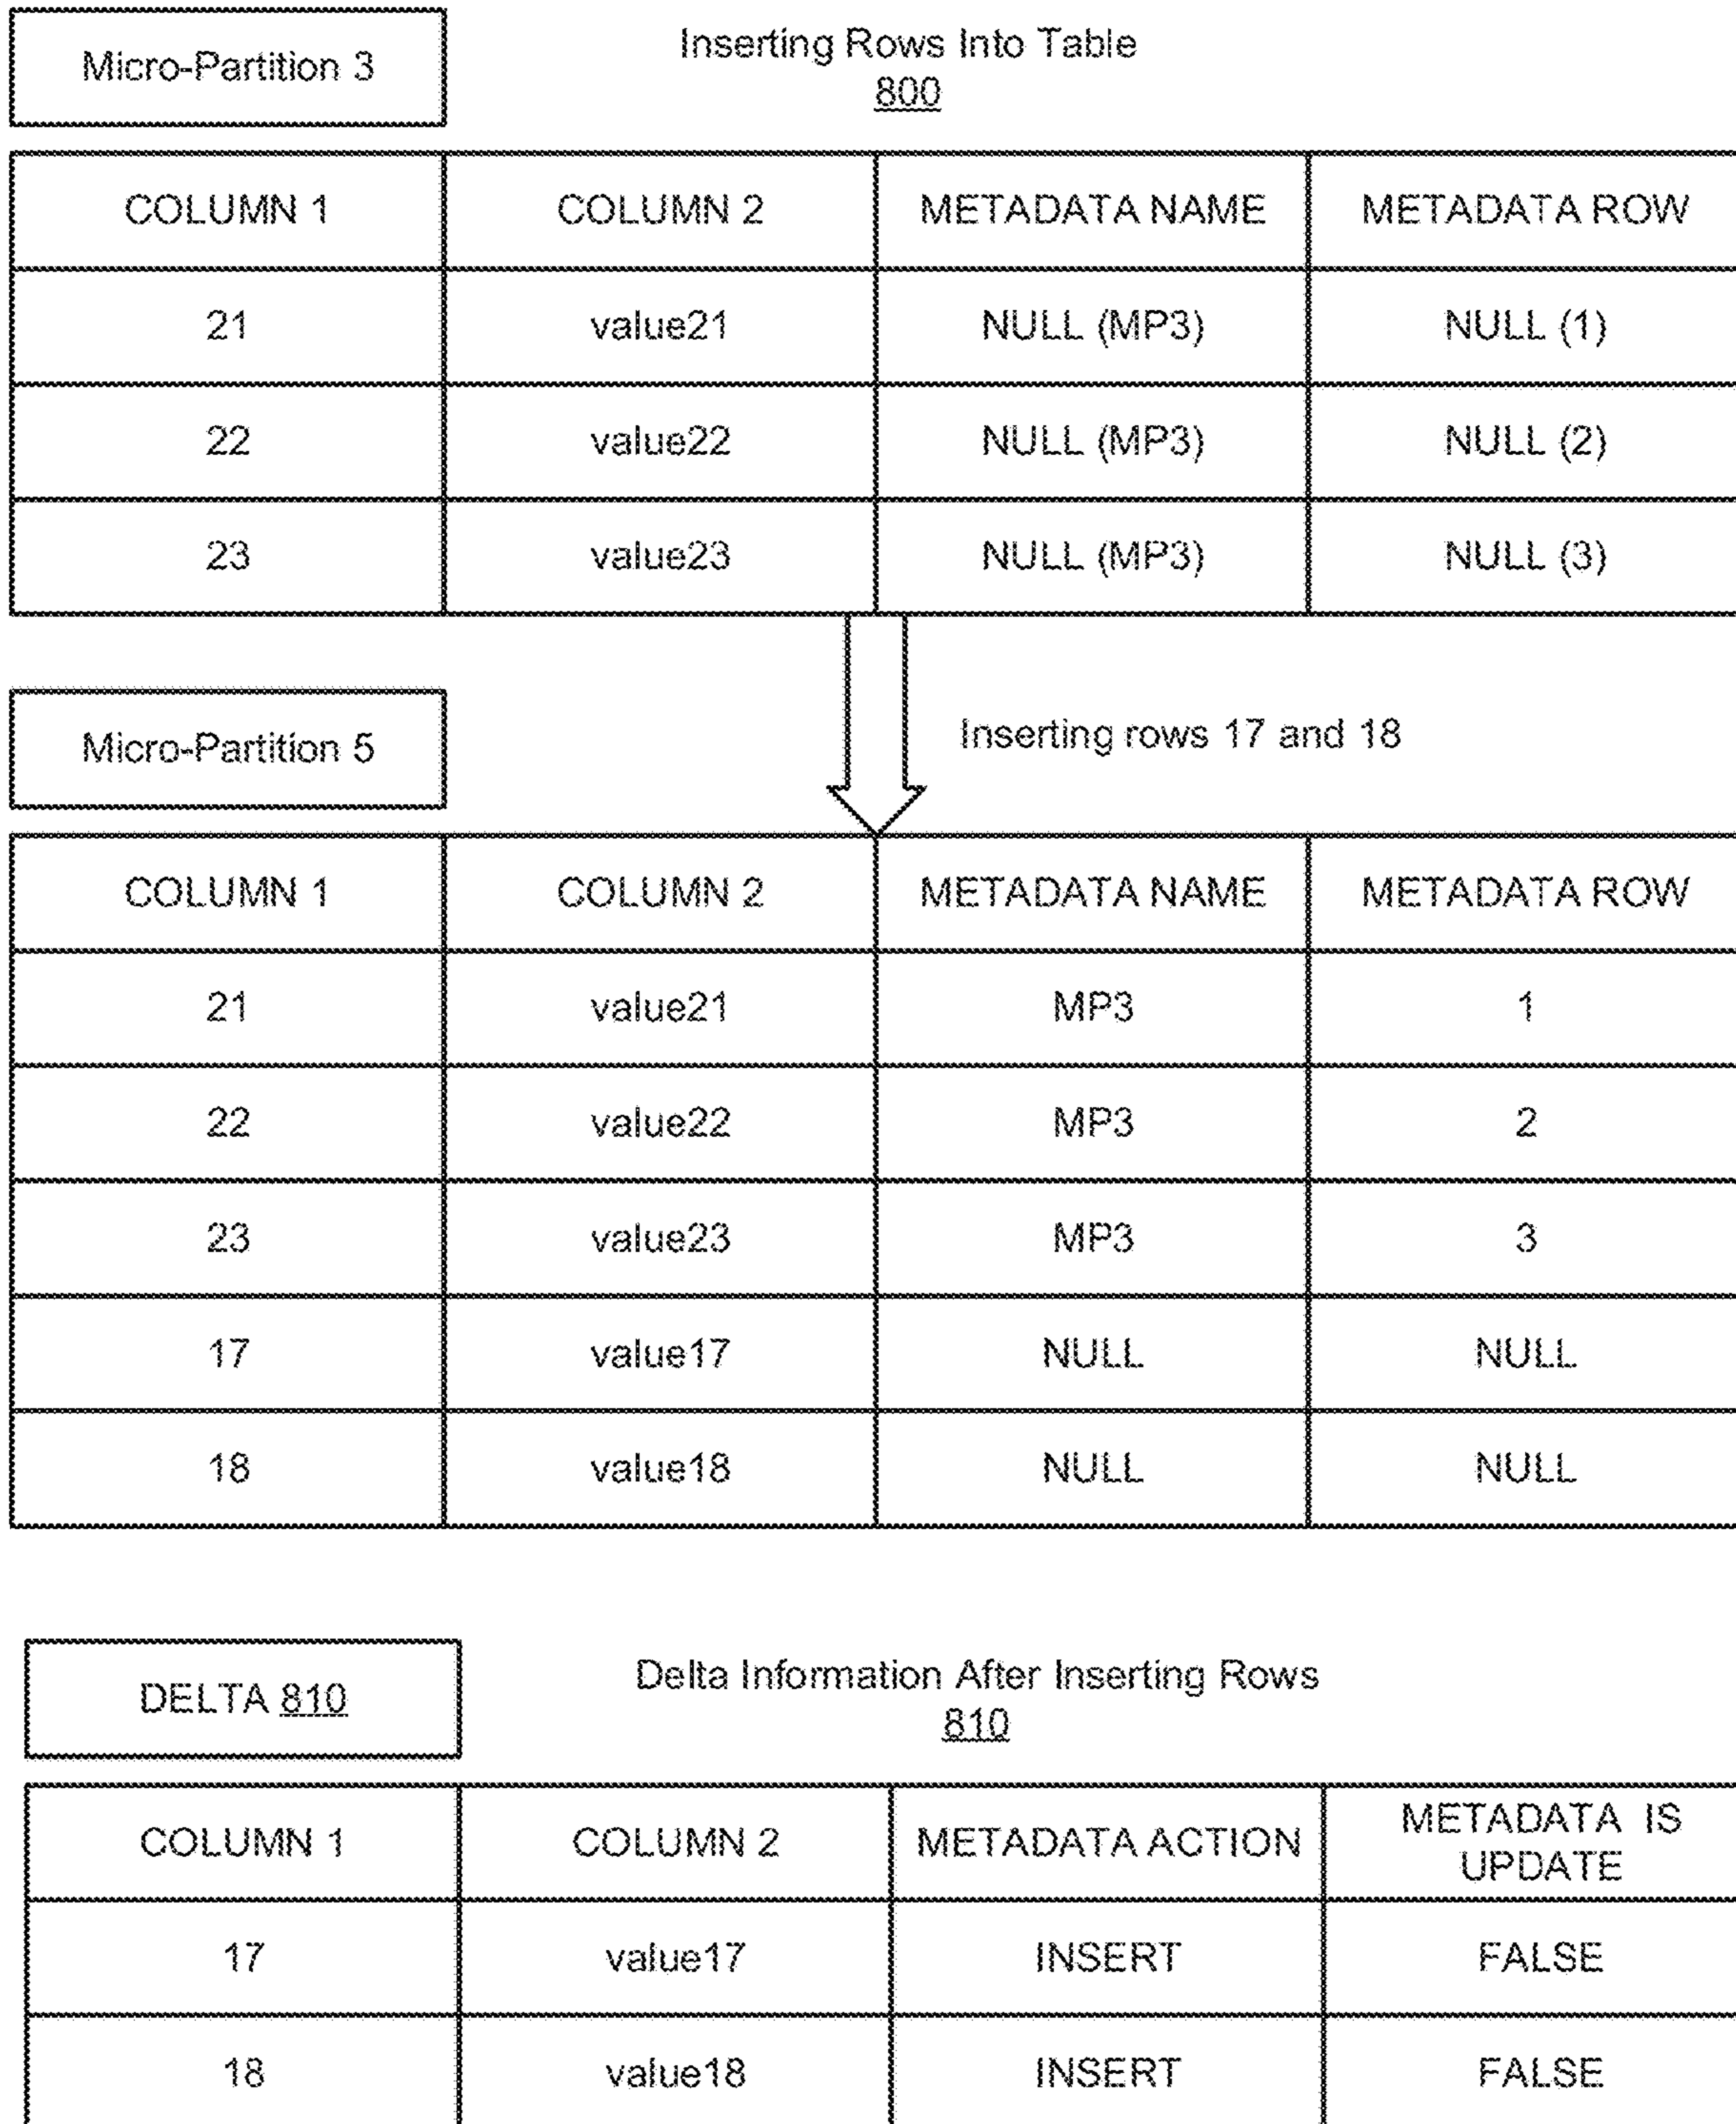 Micro-Partition 3
Inserting Rows Into Table
800
COLUMN 1 COLUMN 2 METADATA NAME METADATA ROW
21 value21 NULL (MP3) NULL (1)
22 value22 NULL (MP3) NULL (2)
23 value23 NULL (MP3) NULL (3)
Micro-Partition 5
Inserting rows 17 and 18
COLUMN 1 COLUMN 2 METADATA NAME METADATA ROW
21 value21 MP3 1
22 value22 MP3 2
23 value23 MP3 3
17 value17 NULL NULL
18 value18 NULL NULL
DELTA 810
Delta Information After Inserting Rows
810
COLUMN 1 COLUMN 2 METADATA ACTION METADATA IS UPDATE
17 value17 INSERT FALSE
18 value18 INSERT FALSE